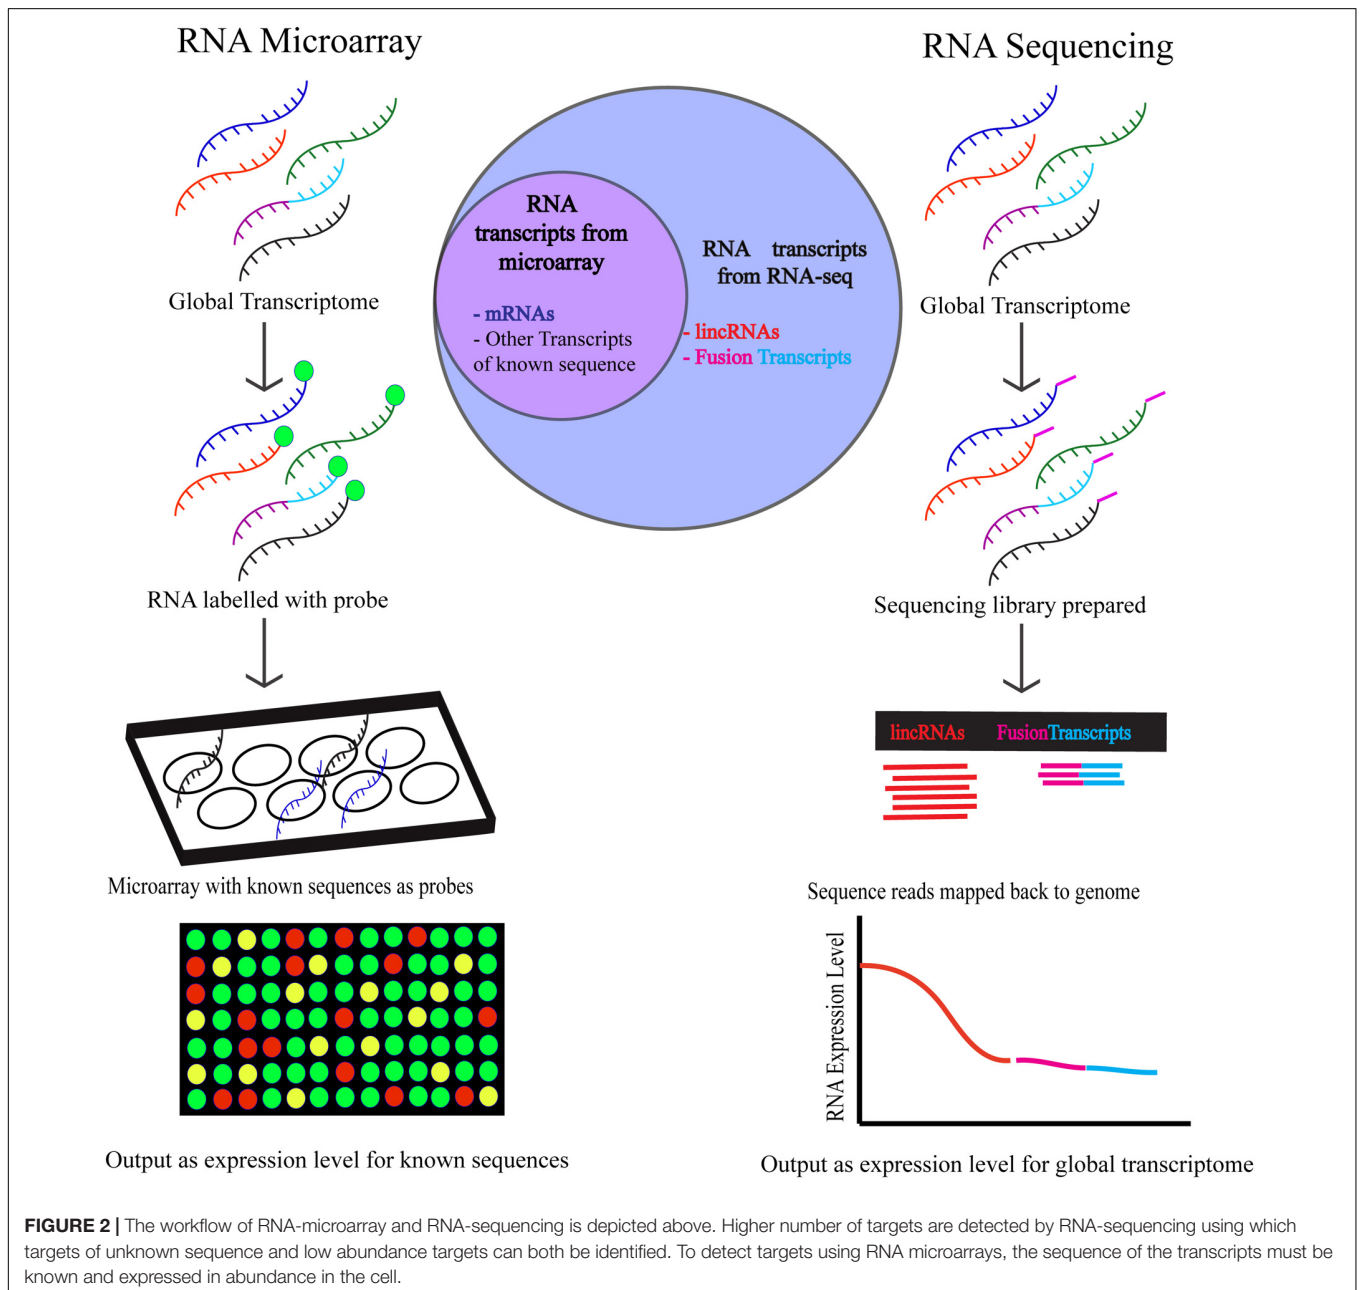 RNA Microarray
Global Transcriptome
RNA labelled with probe
Microarray with known sequences as probes
Output as expression level for known sequences
RNA
transcripts from
microarray
- mRNAs
- Other Transcripts
of known sequence
RNA transcripts
from RNA-seq
- lincRNAs
- Fusion Transcripts
RNA Sequencing
Global Transcriptome
Sequencing library prepared
lincRNAs FusionTranscripts
Sequence reads mapped back to genome
RNA Expression Level
Output as expression level for global transcriptome
FIGURE 2 | The workflow of RNA-microarray and RNA-sequencing is depicted above. Higher number of targets are detected by RNA-sequencing using which
targets of unknown sequence and low abundance targets can both be identified. To detect targets using RNA microarrays, the sequence of the transcripts must be
known and expressed in abundance in the cell.